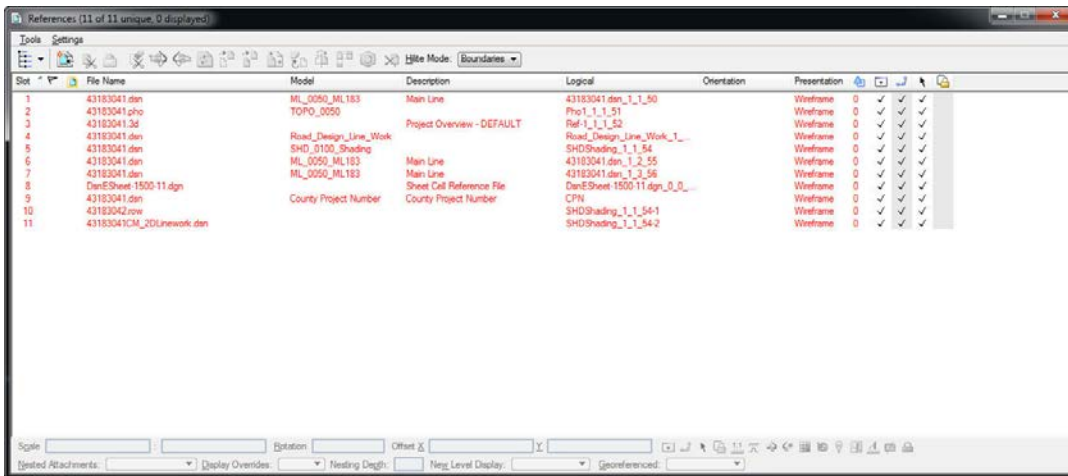 References (11 of 11 unique, 0 displayed)
Tools Settings
Hilite Mode: Boundaries
Slot File Name Model Description Logical Orientation Presentation
1 43183041.dsn ML_0050_ML183 Main Line 43183041.dsn_1_1_50 Wireframe 0
2 43183041.pho TOPO_0050 Pho1_1_1_51 Wireframe 0
3 43183041.3d Project Overview - DEFAULT Ref-1_1_1_52 Wireframe 0
4 43183041.dsn Road_Design_Line_Work Road_Design_Line_Work_1_... Wireframe 0
5 43183041.dsn SHD_0100_Shading SHDShading_1_1_54 Wireframe 0
6 43183041.dsn ML_0050_ML183 Main Line 43183041.dsn_1_2_55 Wireframe 0
7 43183041.dsn ML_0050_ML183 Main Line 43183041.dsn_1_3_56 Wireframe 0
8 DsnESheet-1500-11.dgn Sheet Cell Reference File DsnESheet-1500-11.dgn_0_0_... Wireframe 0
9 43183041.dsn County Project Number County Project Number CPN Wireframe 0
10 43183042.row SHDShading_1_1_54-1 Wireframe 0
11 43183041CM_2DLinework.dsn SHDShading_1_1_54-2 Wireframe 0
Scale : Rotation Offset X Y
Nested Attachments: Display Overrides: Nesting Depth: New Level Display: Georeferenced: